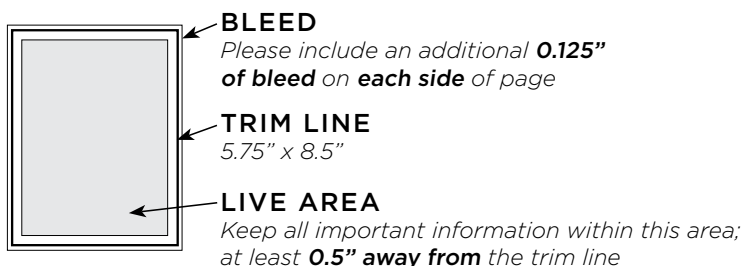 BLEED
Please include an additional 0.125”
of bleed on each side of page
TRIM LINE
5.75” x 8.5”
LIVE AREA
Keep all important information within this area;
at least 0.5” away from the trim line